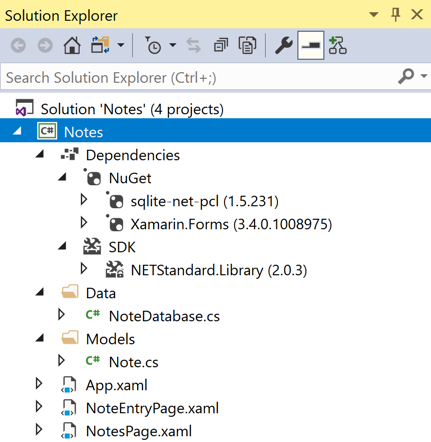 Solution Explorer
Search Solution Explorer (Ctrl+;)
Solution 'Notes' (4 projects)
C# Notes
Dependencies
NuGet
sqlite-net-pcl (1.5.231)
Xamarin.Forms (3.4.0.1008975)
SDK
NETStandard.Library (2.0.3)
Data
C# NoteDatabase.cs
Models
C# Note.cs
App.xaml
NoteEntryPage.xaml
NotesPage.xaml